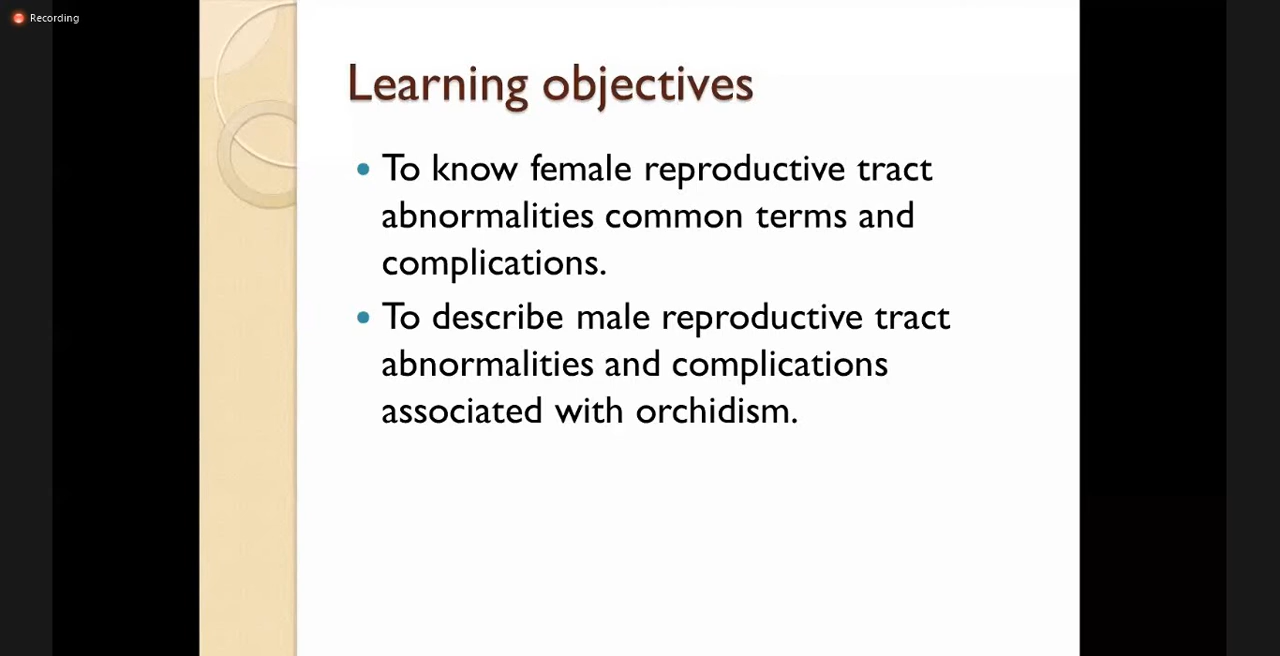 Recording
Learning objectives
To know female reproductive tract
abnormalities common terms and
complications.
To describe male reproductive tract
abnormalities and complications
associated with orchidism.